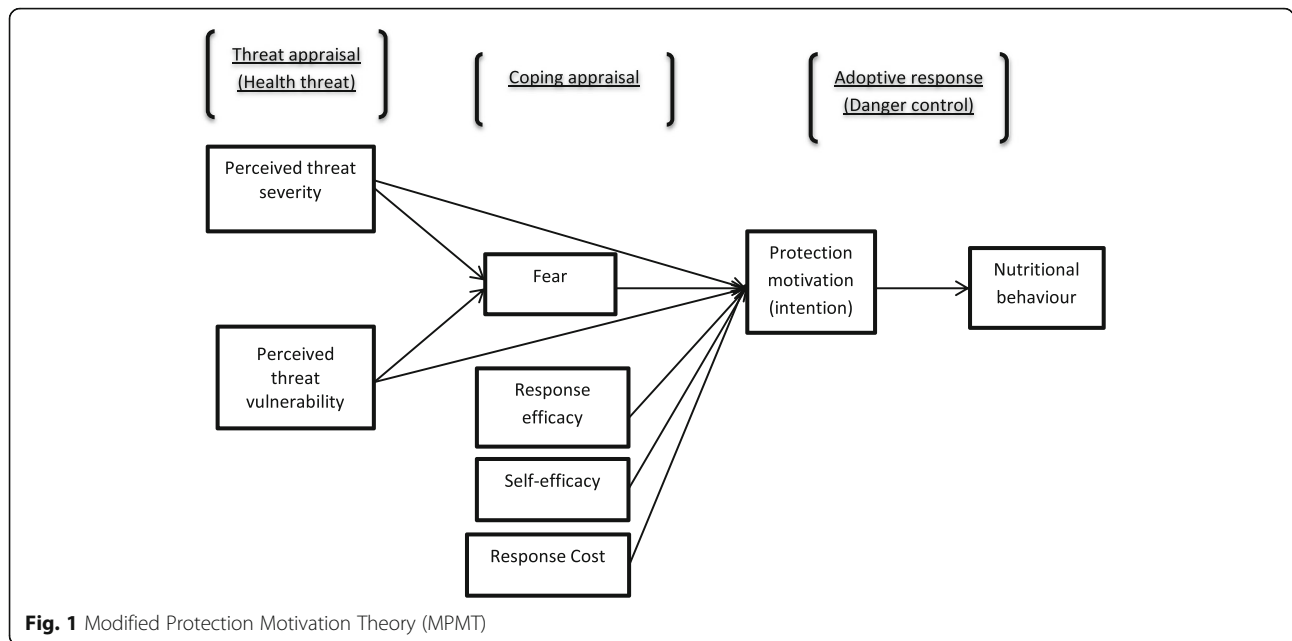 Threat appraisal
(Health threat)
Coping appraisal
Adoptive response
(Danger control)
Perceived threat
severity
Fear
Protection
motivation
(intention)
Nutritional
behaviour
Perceived
threat
vulnerability
Response
efficacy
Self-efficacy
Response Cost
Fig. 1 Modified Protection Motivation Theory (MPMT)